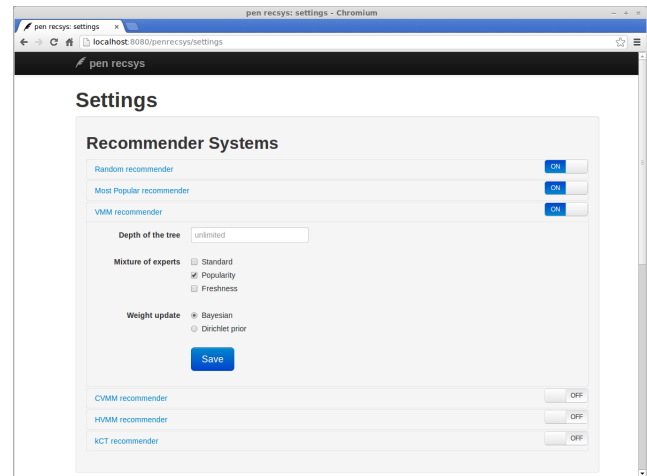 pen recsys: settings - Chromium
pen recsys: settings
localhost:8080/penrecsys/settings
pen recsys
Settings
Recommender Systems
Random recommender ON
Most Popular recommender ON
VMM recommender ON
Depth of the tree unlimited
Mixture of experts Standard
Popularity
Freshness
Weight update Bayesian
Dirichlet prior
Save
CVMM recommender OFF
HVMM recommender OFF
kCT recommender OFF